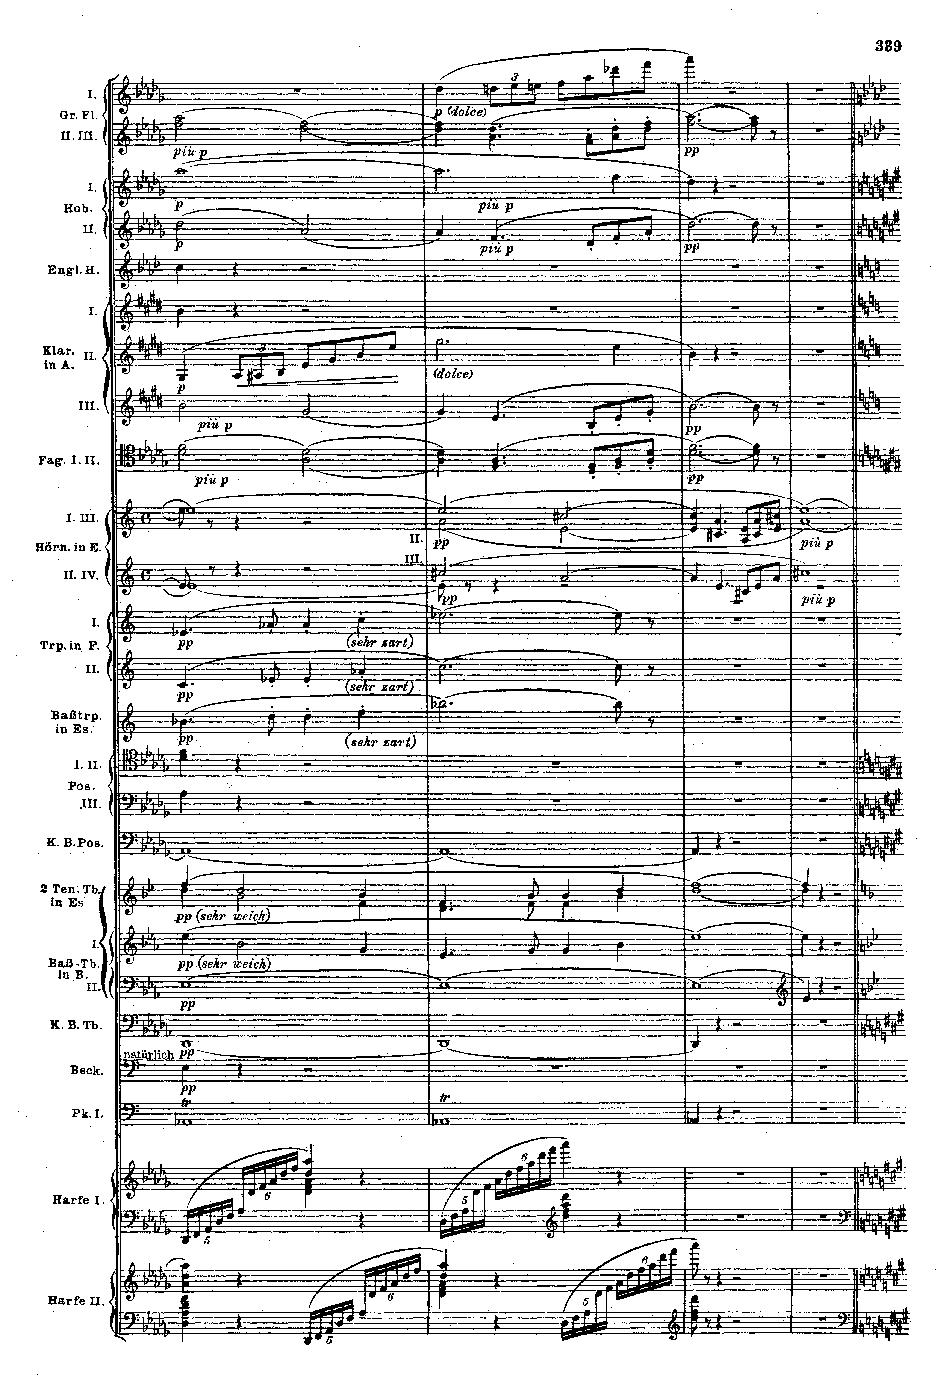 339
I.
Gr. Fl.
II. III.
3
p (dolce)
più p
pp
I.
Hob.
II.
p
più p
p
più p
pp
Engl. H.
I.
Klar. in A.
II.
3
p
(dolce)
III.
più p
pp
Fag. I. II.
più p
pp
I. III.
Hörn. in E.
II. IV.
II.
pp
più p
III.
pp
più p
I.
Trp. in F.
II.
pp
(sehr zart)
pp
(sehr zart)
Baßtrp.
in Es.
pp
(sehr zart)
I. II
Pos.
III.
K. B. Pos.
2 Ten. Tb.
in Es
pp (sehr weich)
I.
Baß-Tb.
in B.
II.
pp (sehr weich)
pp
K. B. Tb.
natürlich pp
Beck.
pp
Pk. I.
tr
tr
Harfe I.
5
6
5
6
Harfe II.
5
6
5